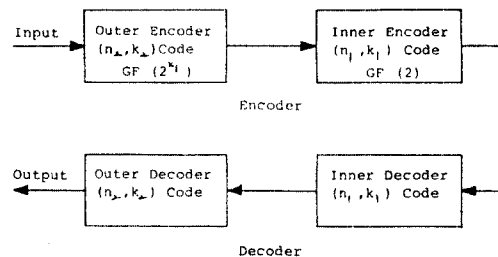 Input
Outer Encoder
(n₂,k₂)Code
GF (2^k₁)
Inner Encoder
(n₁,k₁) Code
GF (2)
Encoder
Output
Outer Decoder
(n₂,k₂) Code
Inner Decoder
(n₁,k₁) Code
Decoder